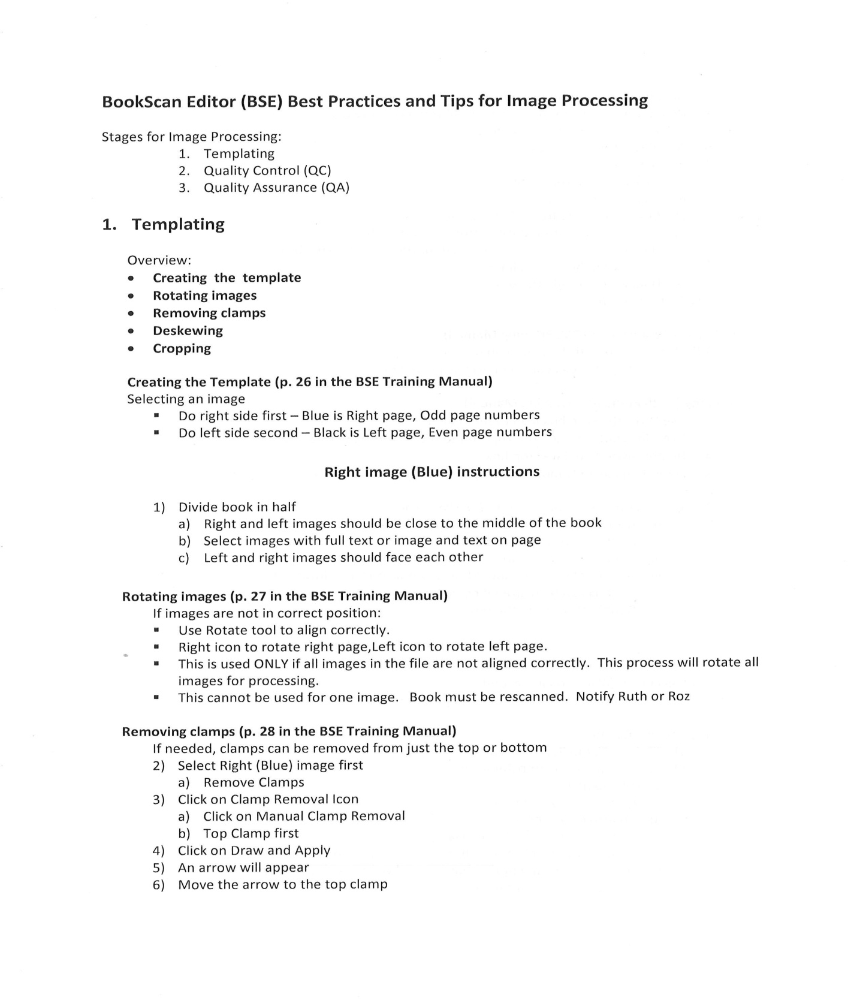 BookScan Editor (BSE) Best Practices and Tips for Image Processing
Stages for Image Processing:
1. Templating
2. Quality Control (QC)
3. Quality Assurance (QA)
1. Templating
Overview:
• Creating the template
• Rotating images
• Removing clamps
• Deskewing
• Cropping
Creating the Template (p. 26 in the BSE Training Manual)
Selecting an image
▪ Do right side first – Blue is Right page, Odd page numbers
▪ Do left side second – Black is Left page, Even page numbers
Right image (Blue) instructions
1) Divide book in half
a) Right and left images should be close to the middle of the book
b) Select images with full text or image and text on page
c) Left and right images should face each other
Rotating images (p. 27 in the BSE Training Manual)
If images are not in correct position:
▪ Use Rotate tool to align correctly.
▪ Right icon to rotate right page,Left icon to rotate left page.
▪ This is used ONLY if all images in the file are not aligned correctly. This process will rotate all
images for processing.
▪ This cannot be used for one image. Book must be rescanned. Notify Ruth or Roz
Removing clamps (p. 28 in the BSE Training Manual)
If needed, clamps can be removed from just the top or bottom
2) Select Right (Blue) image first
a) Remove Clamps
3) Click on Clamp Removal Icon
a) Click on Manual Clamp Removal
b) Top Clamp first
4) Click on Draw and Apply
5) An arrow will appear
6) Move the arrow to the top clamp